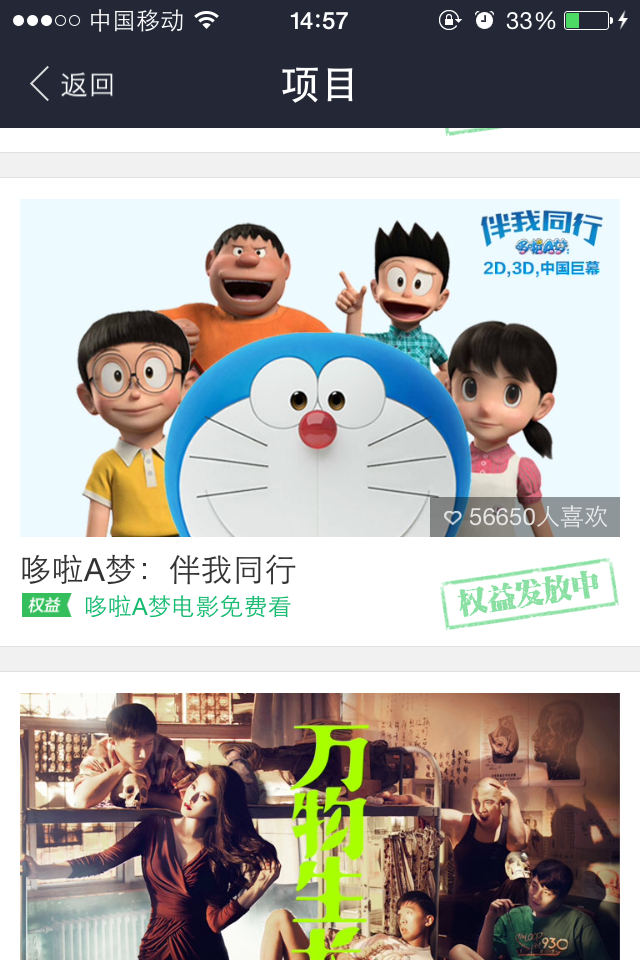 中国移动 14:57 33%
返回 项目
伴我同行
哆啦A梦
2D,3D,中国巨幕
56650人喜欢
哆啦A梦：伴我同行
权益 哆啦A梦电影免费看
权益发放中
万物生长
930